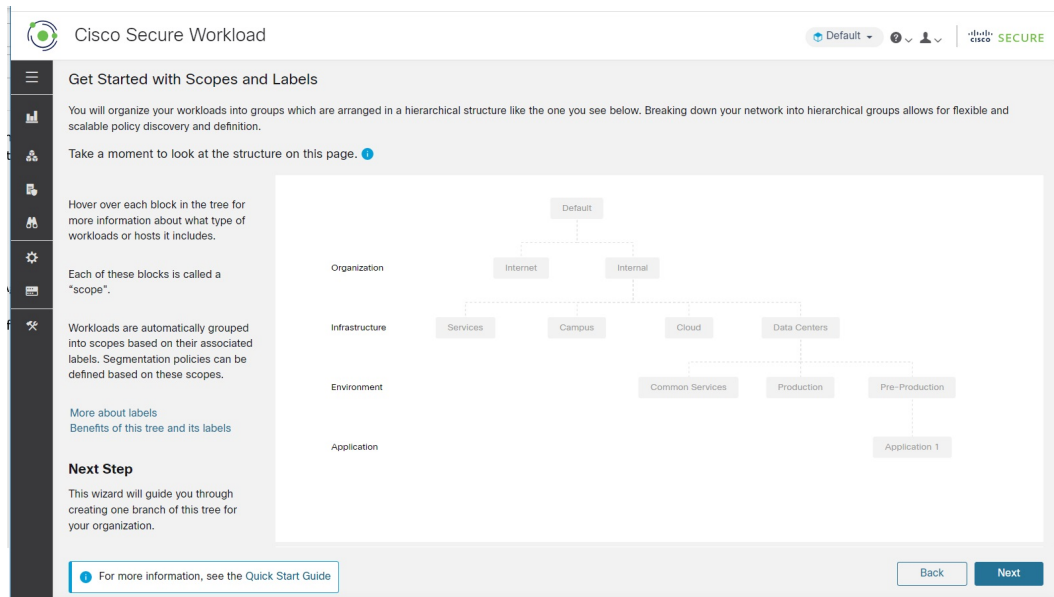 Cisco Secure Workload
Default
cisco SECURE
Get Started with Scopes and Labels
You will organize your workloads into groups which are arranged in a hierarchical structure like the one you see below. Breaking down your network into hierarchical groups allows for flexible and
scalable policy discovery and definition.
Take a moment to look at the structure on this page.
Hover over each block in the tree for
more information about what type of
workloads or hosts it includes.
Each of these blocks is called a
"scope".
Workloads are automatically grouped
into scopes based on their associated
labels. Segmentation policies can be
defined based on these scopes.
More about labels
Benefits of this tree and its labels
Next Step
This wizard will guide you through
creating one branch of this tree for
your organization.
Default
Organization
Internet
Internal
Infrastructure
Services
Campus
Cloud
Data Centers
Environment
Common Services
Production
Pre-Production
Application
Application 1
For more information, see the Quick Start Guide
Back
Next